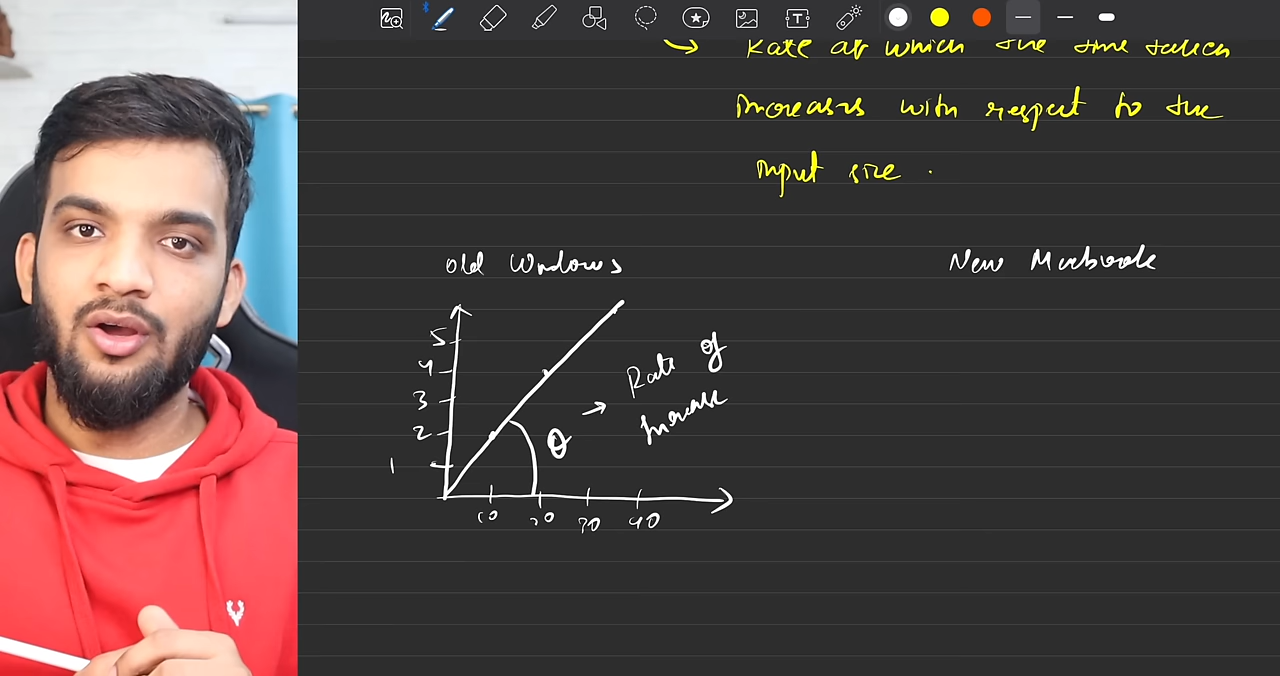 Rate at which the time taken
increases with respect to the
input size .
Old Windows
New Macbook
5
4
3
2
1
θ → Rate of
Increase
10 20 30 40
T